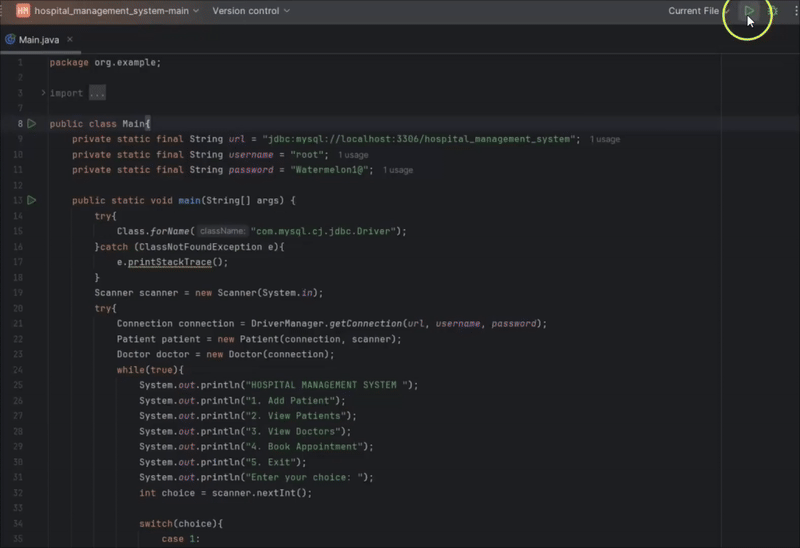 HM hospital_management_system-main Version control Current File
Main.java
1 package org.example;
2
3 import ...
7
8 public class Main{
9 private static final String url = "jdbc:mysql://localhost:3306/hospital_management_system"; 1 usage
10 private static final String username = "root"; 1 usage
11 private static final String password = "Watermelon1@"; 1 usage
12
13 public static void main(String[] args) {
14 try{
15 Class.forName( className: "com.mysql.cj.jdbc.Driver");
16 }catch (ClassNotFoundException e){
17 e.printStackTrace();
18 }
19 Scanner scanner = new Scanner(System.in);
20 try{
21 Connection connection = DriverManager.getConnection(url, username, password);
22 Patient patient = new Patient(connection, scanner);
23 Doctor doctor = new Doctor(connection);
24 while(true){
25 System.out.println("HOSPITAL MANAGEMENT SYSTEM ");
26 System.out.println("1. Add Patient");
27 System.out.println("2. View Patients");
28 System.out.println("3. View Doctors");
29 System.out.println("4. Book Appointment");
30 System.out.println("5. Exit");
31 System.out.println("Enter your choice: ");
32 int choice = scanner.nextInt();
33
34 switch(choice){
35 case 1: